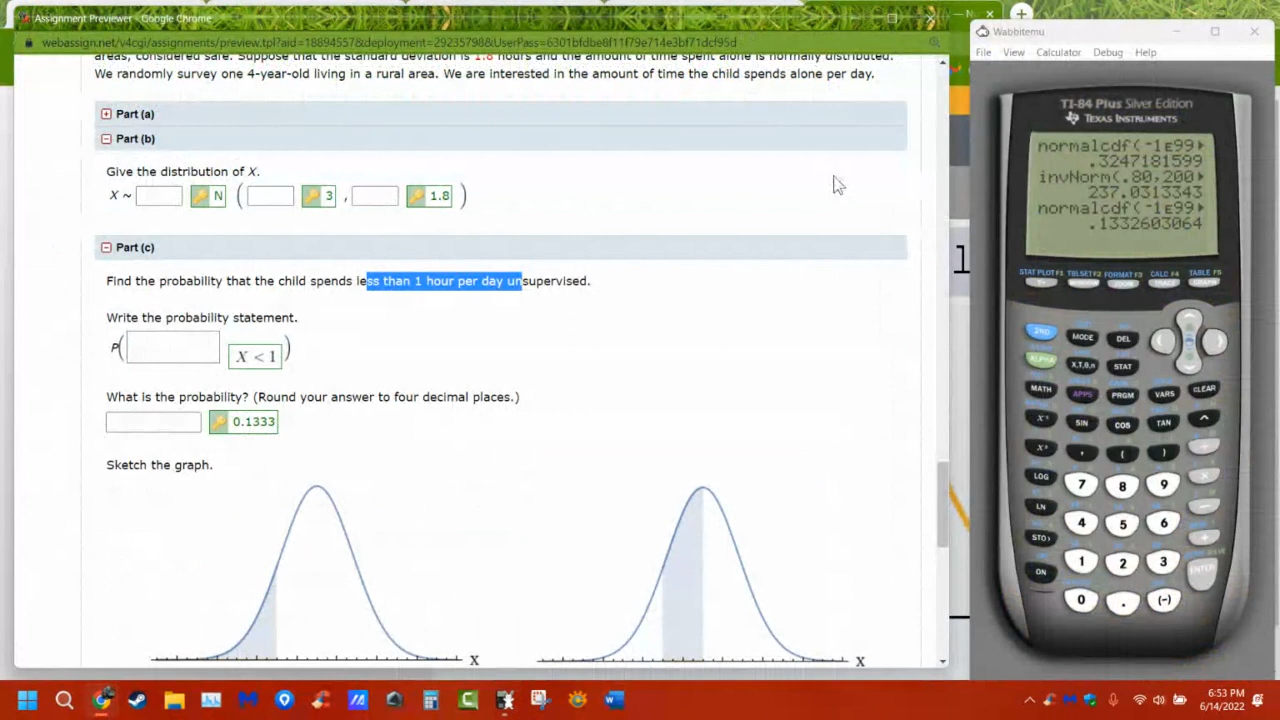 Assignment Previewer - Google Chrome
webassign.net/v4cgi/assignments/preview.tpl?aid=18894557&deployment=29235798&UserPass=6301bfdbe8f11f79e714e3bf71dcf95d
areas, considered safe. Suppose that the standard deviation is 1.8 hours and the amount of time spent alone is normally distributed.
We randomly survey one 4-year-old living in a rural area. We are interested in the amount of time the child spends alone per day.
Part (a)
Part (b)
Give the distribution of X.
X ~ N ( 3 , 1.8 )
Part (c)
Find the probability that the child spends less than 1 hour per day unsupervised.
Write the probability statement.
P( X < 1 )
What is the probability? (Round your answer to four decimal places.)
0.1333
Sketch the graph.
X
X
Wabbitemu
File View Calculator Debug Help
TI-84 Plus Silver Edition
TEXAS INSTRUMENTS
normalcdf(-1E99
.3247181599
invNorm(.80,200
237.0313343
normalcdf(-1E99
.1332603064
STAT PLOT F1 TBLSET F2 FORMAT F3 CALC F4 TABLE F5
Y= WINDOW ZOOM TRACE GRAPH
2ND MODE DEL
ALPHA X,T,θ,n STAT
MATH APPS PRGM VARS CLEAR
SIN COS TAN ^
, ( )
LOG 7 8 9
LN 4 5 6
STO 1 2 3
ON 0 . (-) ENTER
6:53 PM
6/14/2022